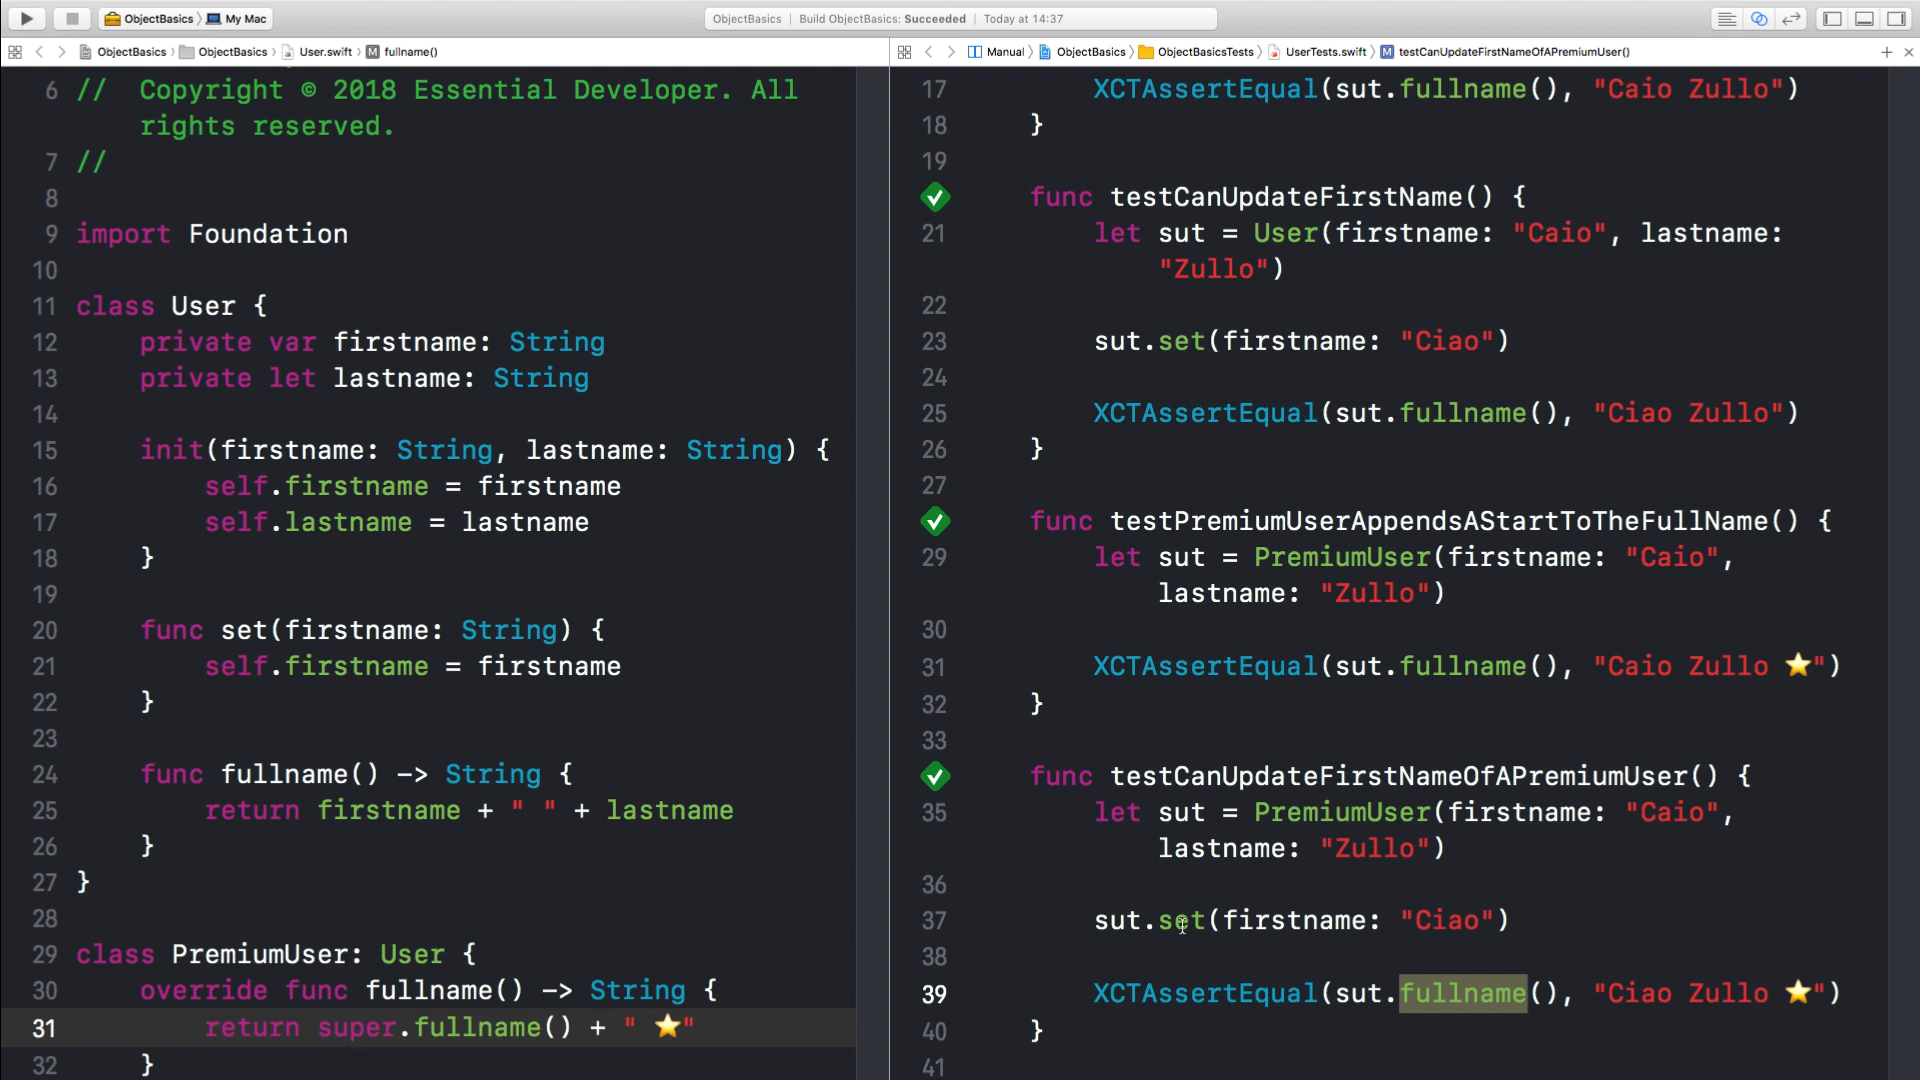 ObjectBasics My Mac
ObjectBasics Build ObjectBasics: Succeeded Today at 14:37
ObjectBasics ObjectBasics User.swift M fullname()
Manual ObjectBasics ObjectBasicsTests UserTests.swift M testCanUpdateFirstNameOfAPremiumUser()
6 // Copyright © 2018 Essential Developer. All
rights reserved.
7 //
8
9 import Foundation
10
11 class User {
12 private var firstname: String
13 private let lastname: String
14
15 init(firstname: String, lastname: String) {
16 self.firstname = firstname
17 self.lastname = lastname
18 }
19
20 func set(firstname: String) {
21 self.firstname = firstname
22 }
23
24 func fullname() -> String {
25 return firstname + " " + lastname
26 }
27 }
28
29 class PremiumUser: User {
30 override func fullname() -> String {
31 return super.fullname() + " ⭐️"
32 }
17 XCTAssertEqual(sut.fullname(), "Caio Zullo")
18 }
19
func testCanUpdateFirstName() {
21 let sut = User(firstname: "Caio", lastname:
"Zullo")
22
23 sut.set(firstname: "Ciao")
24
25 XCTAssertEqual(sut.fullname(), "Ciao Zullo")
26 }
27
func testPremiumUserAppendsAStartToTheFullName() {
29 let sut = PremiumUser(firstname: "Caio",
lastname: "Zullo")
30
31 XCTAssertEqual(sut.fullname(), "Caio Zullo ⭐️")
32 }
33
func testCanUpdateFirstNameOfAPremiumUser() {
35 let sut = PremiumUser(firstname: "Caio",
lastname: "Zullo")
36
37 sut.set(firstname: "Ciao")
38
39 XCTAssertEqual(sut.fullname(), "Ciao Zullo ⭐️")
40 }
41